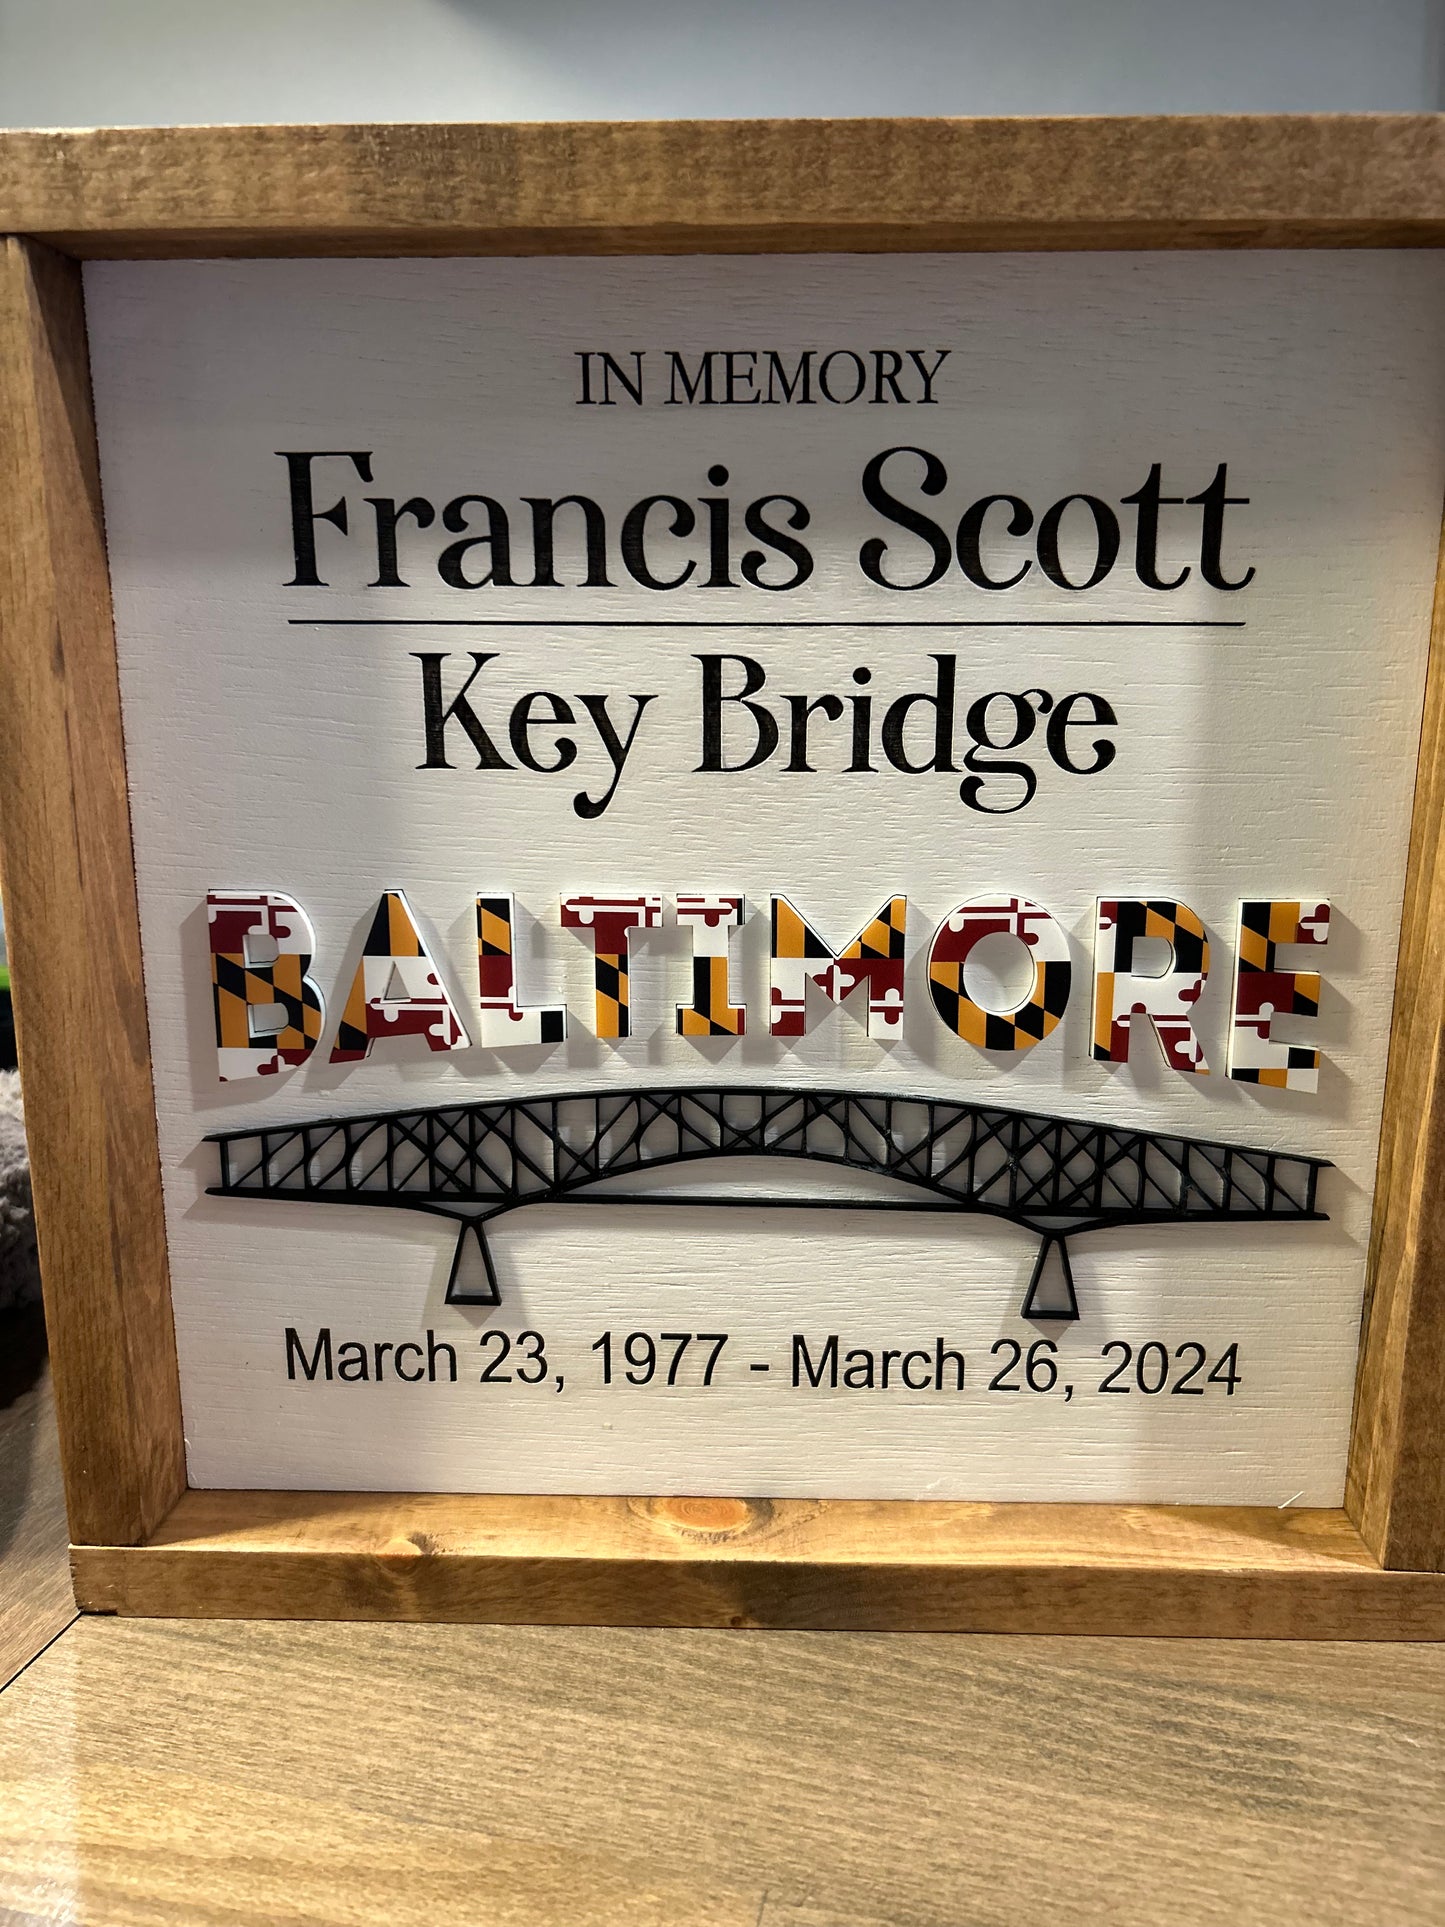 IN MEMORY
Francis Scott
Key Bridge
BALTIMORE
March 23, 1977 - March 26, 2024